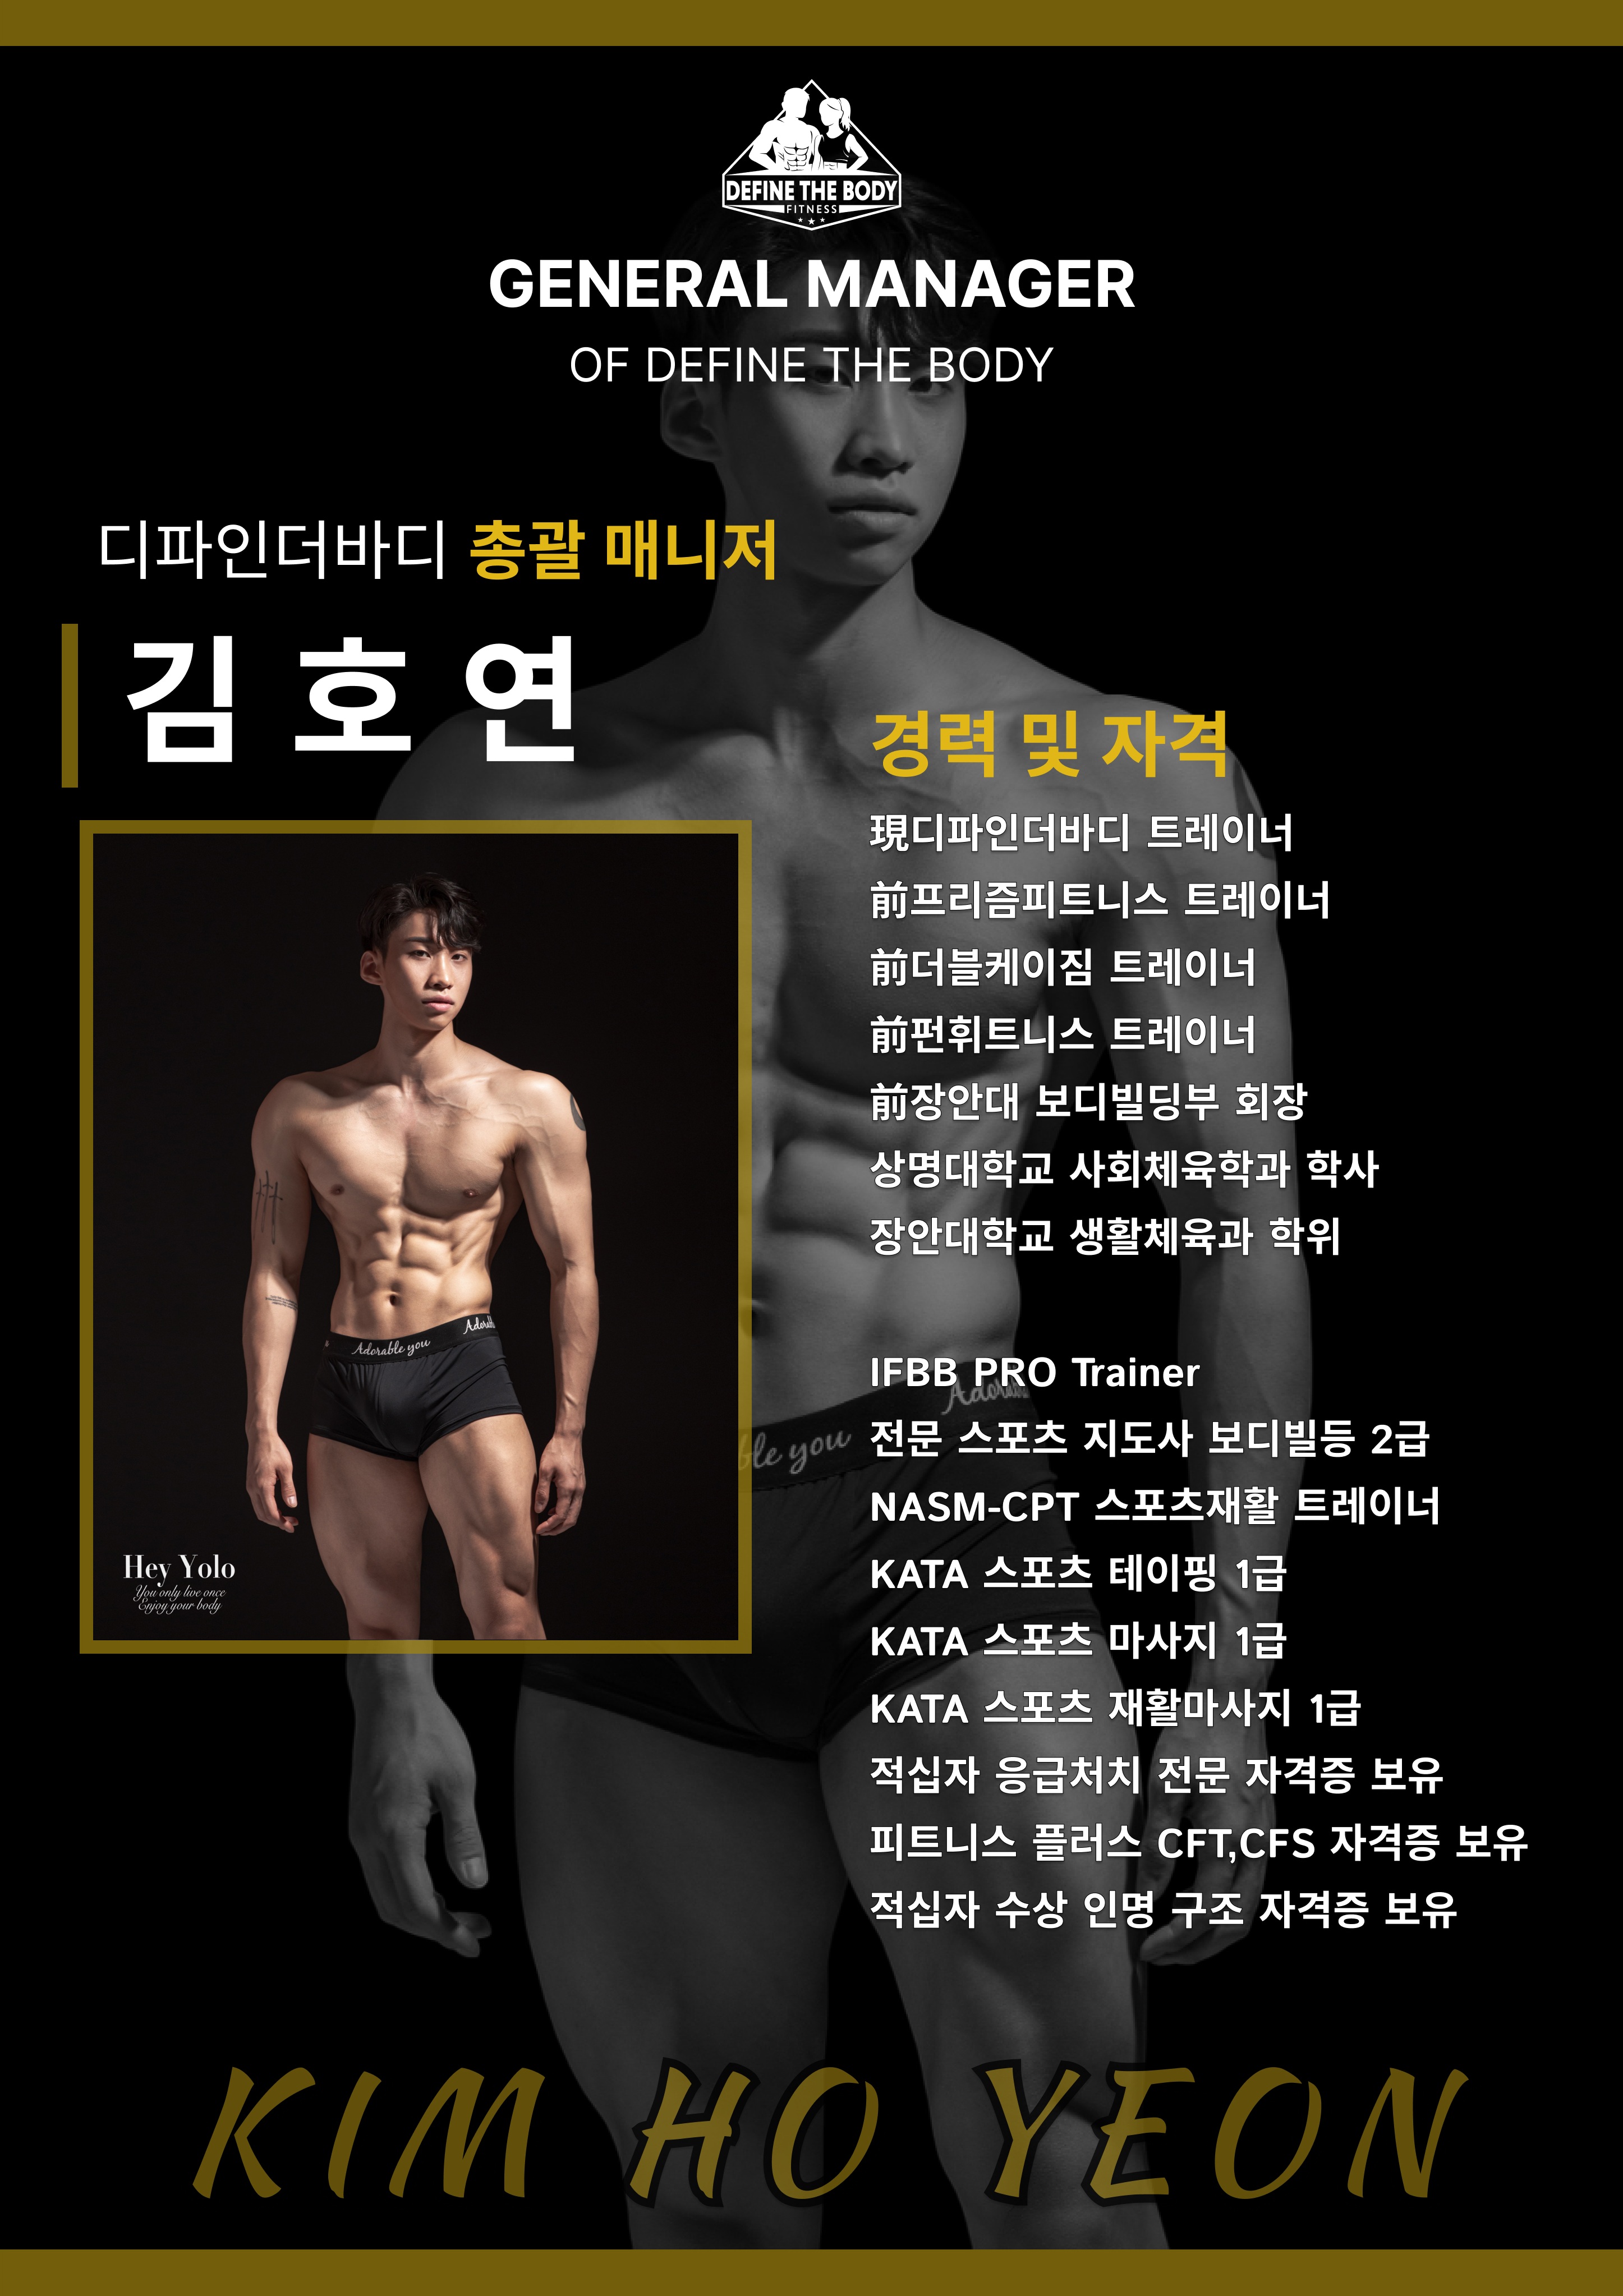 DEFINE THE BODY
FITNESS
GENERAL MANAGER
OF DEFINE THE BODY
디파인더바디 총괄 매니저
김호연
Adorable you
Hey Yolo
You only live once
Enjoy your body
경력 및 자격
現디파인더바디 트레이너
前프리즘피트니스 트레이너
前더블케이짐 트레이너
前펀휘트니스 트레이너
前장안대 보디빌딩부 회장
상명대학교 사회체육학과 학사
장안대학교 생활체육과 학위
IFBB PRO Trainer
전문 스포츠 지도사 보디빌등 2급
NASM-CPT 스포츠재활 트레이너
KATA 스포츠 테이핑 1급
KATA 스포츠 마사지 1급
KATA 스포츠 재활마사지 1급
적십자 응급처치 전문 자격증 보유
피트니스 플러스 CFT,CFS 자격증 보유
적십자 수상 인명 구조 자격증 보유
KIM HO YEON